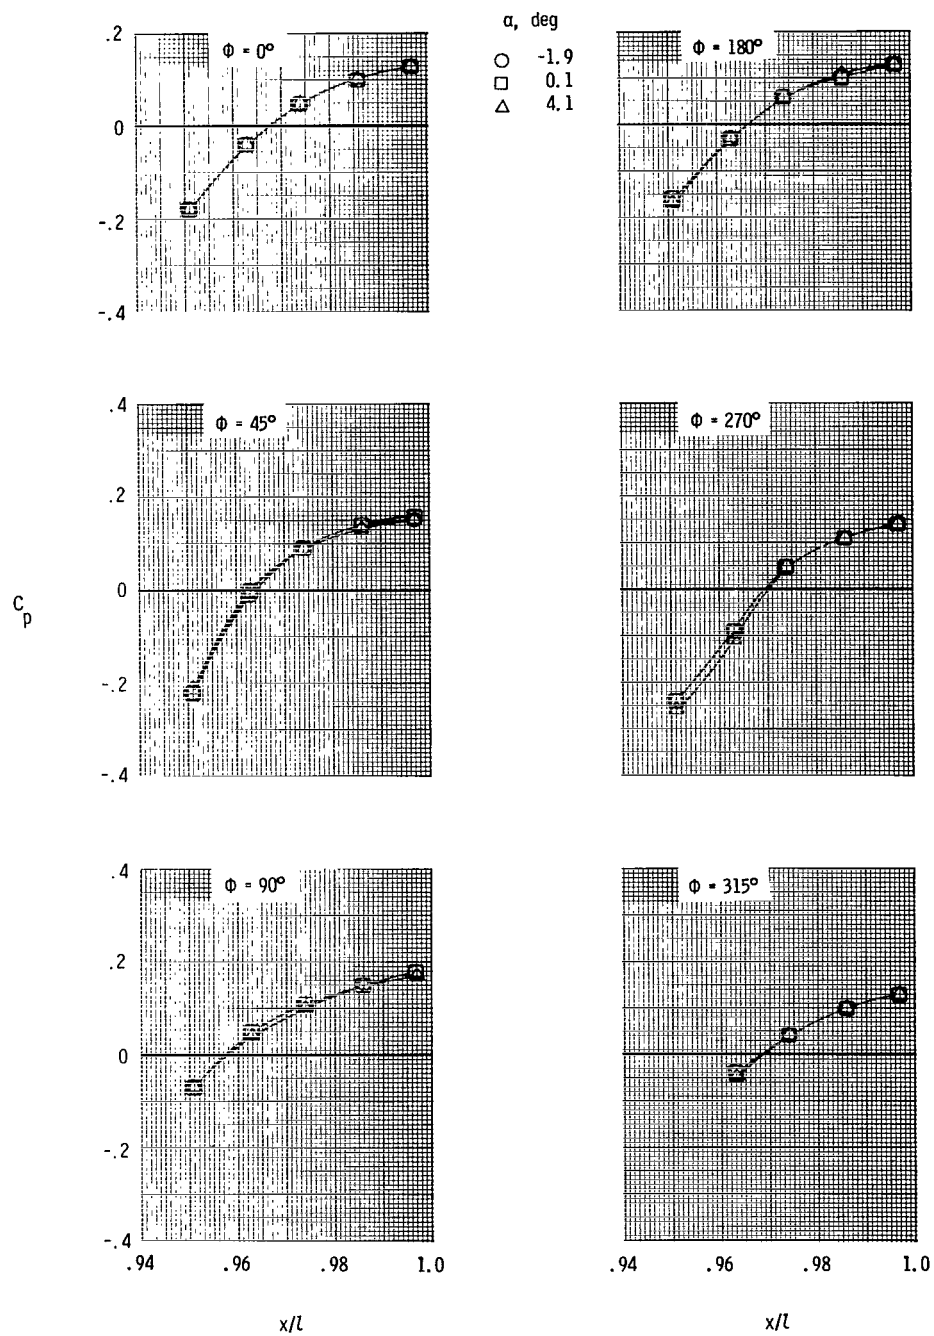 α, deg
-1.9
0.1
4.1
Φ = 0°
.2
0
-.2
-.4
Φ = 180°
Φ = 45°
.4
.2
0
-.2
-.4
Φ = 270°
C_p
Φ = 90°
.4
.2
0
-.2
-.4
.94 .96 .98 1.0
x/l
Φ = 315°
.94 .96 .98 1.0
x/l